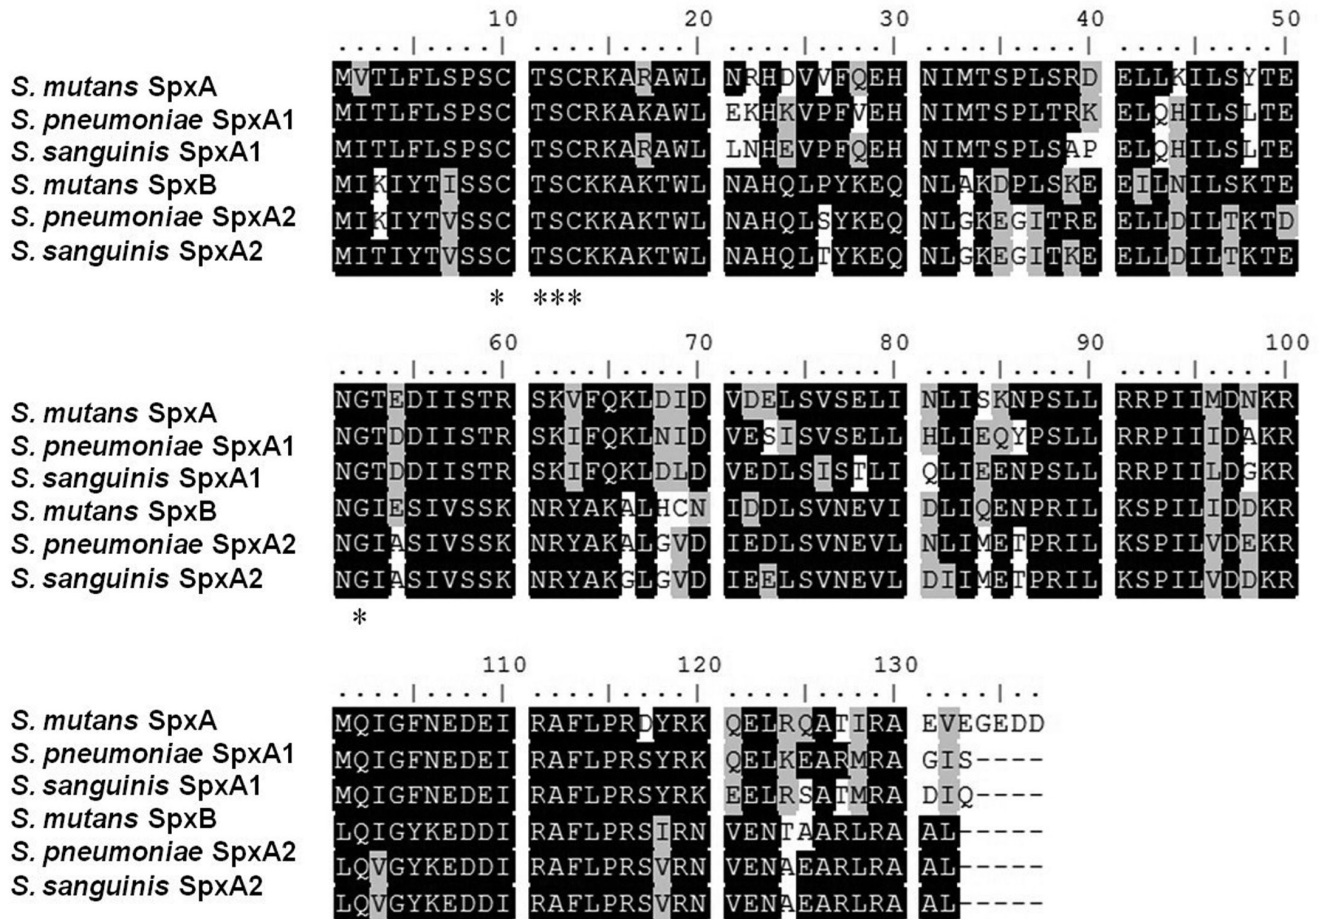 10 20 30 40 50
S. mutans SpxA MVTLFLSPSC TSCRKARAWL NRHDVVFQEH NIMTSPLSRD ELLKILSYTE
S. pneumoniae SpxA1 MITLFLSPSC TSCRKAKAWL EKHKVPFVEH NIMTSPLTRK ELQHILSLTE
S. sanguinis SpxA1 MITLFLSPSC TSCRKARAWL LNHEVPFQEH NIMTSPLSAP ELQHILSLTE
S. mutans SpxB MIKIYTISSC TSCKKAKTWL NAHQLPYKEQ NLAKDPLSKE EILNILSKTE
S. pneumoniae SpxA2 MIKIYTVSSC TSCKKAKTWL NAHQLSYKEQ NLGKEGITRE ELLDILTKTD
S. sanguinis SpxA2 MITIYTVSSC TSCKKAKTWL NAHQLTYKEQ NLGKEGITKE ELLDILTKTE
* ***
60 70 80 90 100
S. mutans SpxA NGTEDIISTR SKVFQKLDID VDELSVSELI NLISKNPSLL RRPIIMDNKR
S. pneumoniae SpxA1 NGTDDIISTR SKIFQKLNID VESISVSELL HLIEQYPSLL RRPIIIDAKR
S. sanguinis SpxA1 NGTDDIISTR SKIFQKLDLD VEDLSISTLI QLIEENPSLL RRPIILDGKR
S. mutans SpxB NGIESIVSSK NRYAKALHCN IDDLSVNEVI DLIQENPRIL KSPILIDDKR
S. pneumoniae SpxA2 NGIASIVSSK NRYAKALGVD IEDLSVNEVL NLIMETPRIL KSPILVDEKR
S. sanguinis SpxA2 NGIASIVSSK NRYAKGLGVD IEELSVNEVL DIIMETPRIL KSPILVDDKR
*
110 120 130
S. mutans SpxA MQIGFNEDEI RAFLPRDYRK QELRQATIRA EVEGEDD
S. pneumoniae SpxA1 MQIGFNEDEI RAFLPRSYRK QELKEARMRA GIS----
S. sanguinis SpxA1 MQIGFNEDEI RAFLPRSYRK EELRSATMRA DIQ----
S. mutans SpxB LQIGYKEDDI RAFLPRSIRN VENTAARLRA AL-----
S. pneumoniae SpxA2 LQVGYKEDDI RAFLPRSVRN VENAEARLRA AL-----
S. sanguinis SpxA2 LQVGYKEDDI RAFLPRSVRN VENAEARLRA AL-----